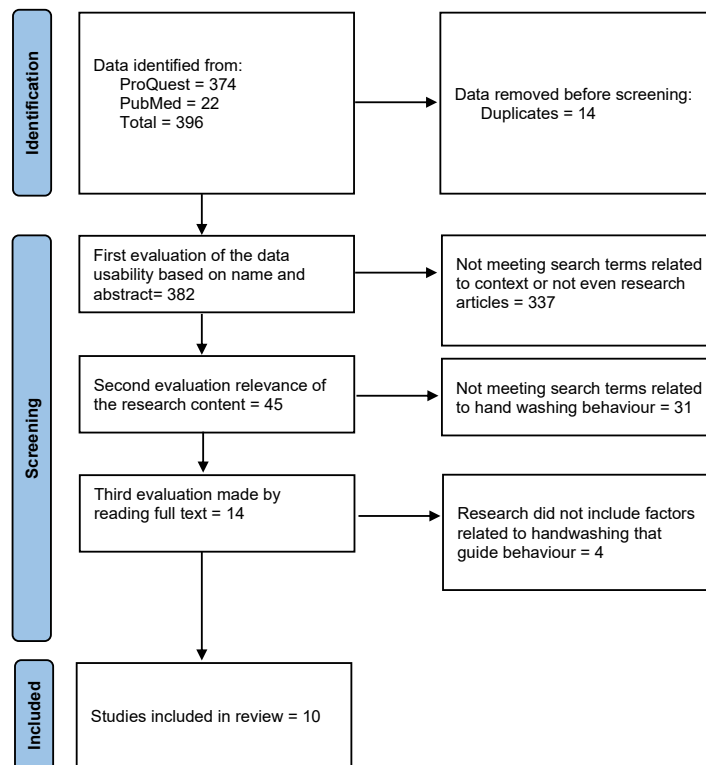 Identification
Data identified from:
ProQuest = 374
PubMed = 22
Total = 396
Data removed before screening:
Duplicates = 14
Screening
First evaluation of the data
usability based on name and
abstract= 382
Not meeting search terms related
to context or not even research
articles = 337
Second evaluation relevance of
the research content = 45
Not meeting search terms related
to hand washing behaviour = 31
Third evaluation made by
reading full text = 14
Research did not include factors
related to handwashing that
guide behaviour = 4
Included
Studies included in review = 10